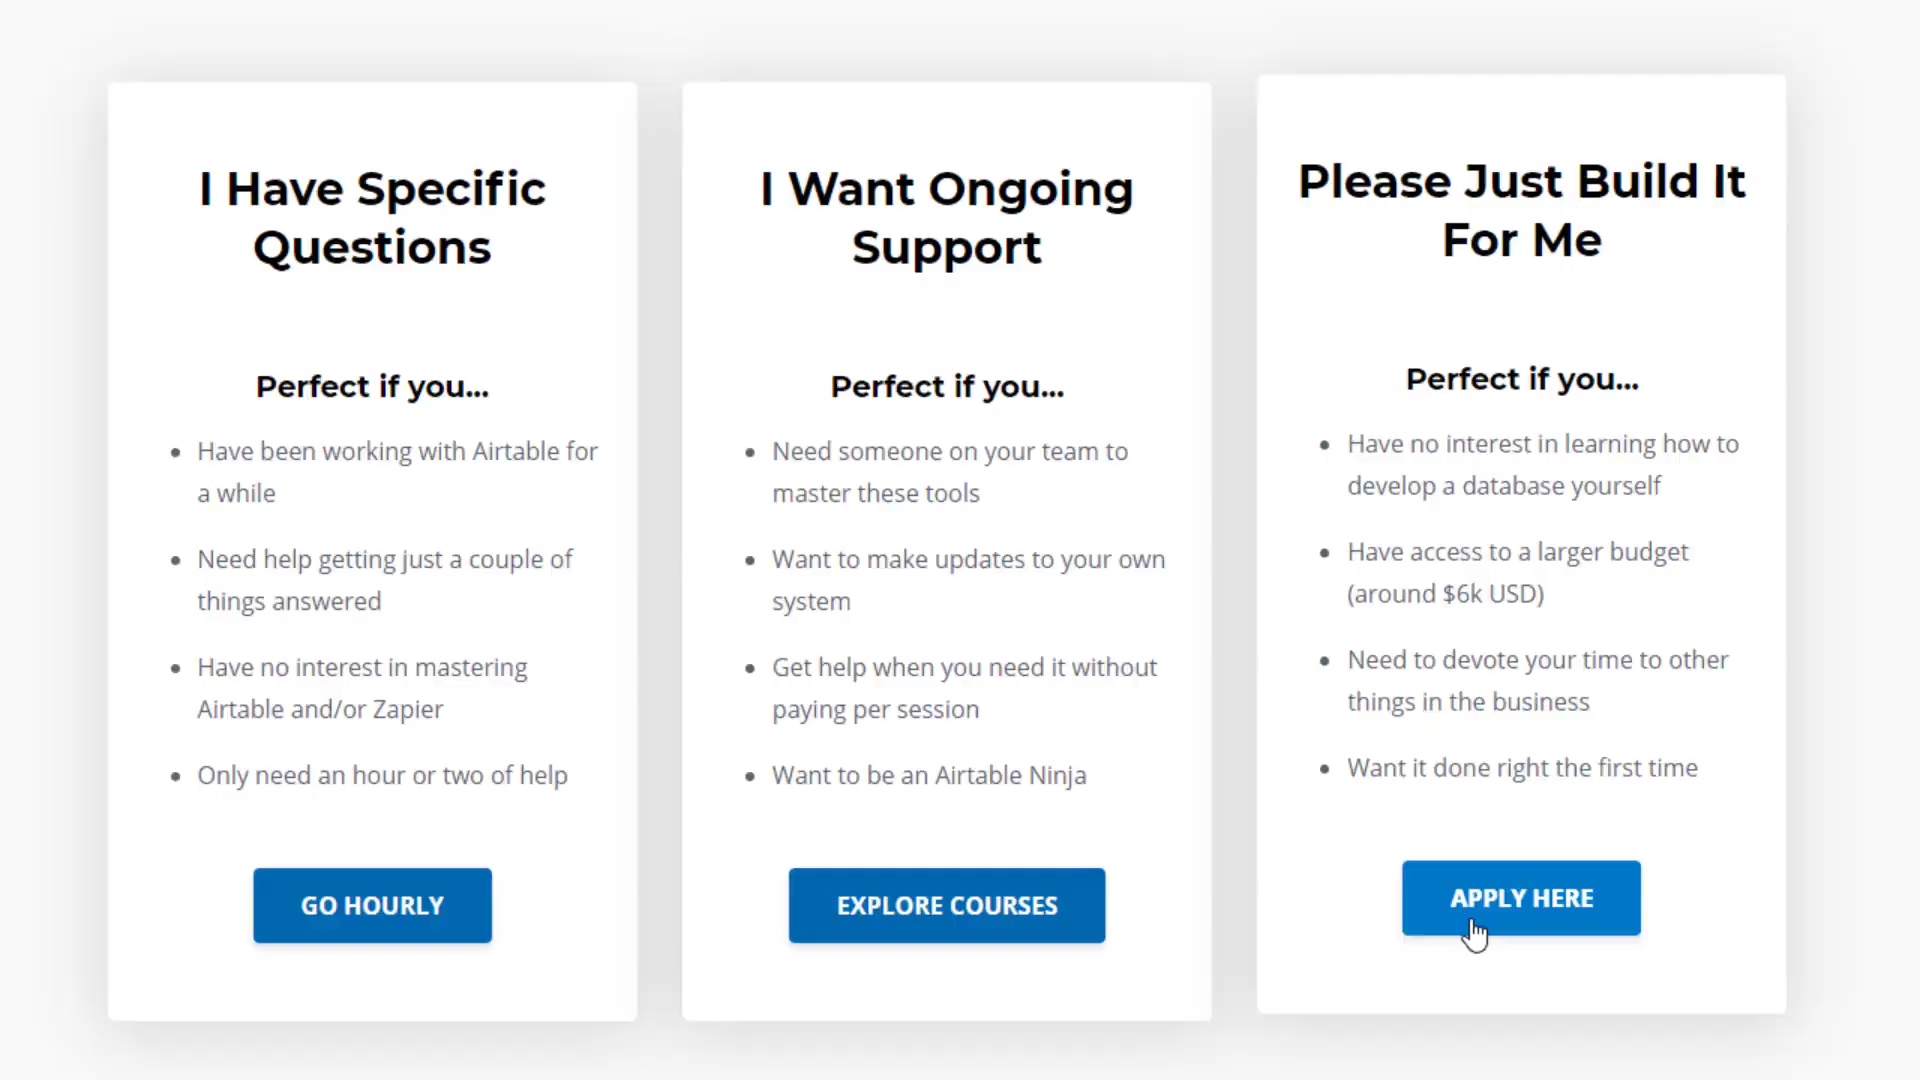 I Have Specific
Questions
Perfect if you...
Have been working with Airtable for
a while
Need help getting just a couple of
things answered
Have no interest in mastering
Airtable and/or Zapier
Only need an hour or two of help
GO HOURLY
I Want Ongoing
Support
Perfect if you...
Need someone on your team to
master these tools
Want to make updates to your own
system
Get help when you need it without
paying per session
Want to be an Airtable Ninja
EXPLORE COURSES
Please Just Build It
For Me
Perfect if you...
Have no interest in learning how to
develop a database yourself
Have access to a larger budget
(around $6k USD)
Need to devote your time to other
things in the business
Want it done right the first time
APPLY HERE